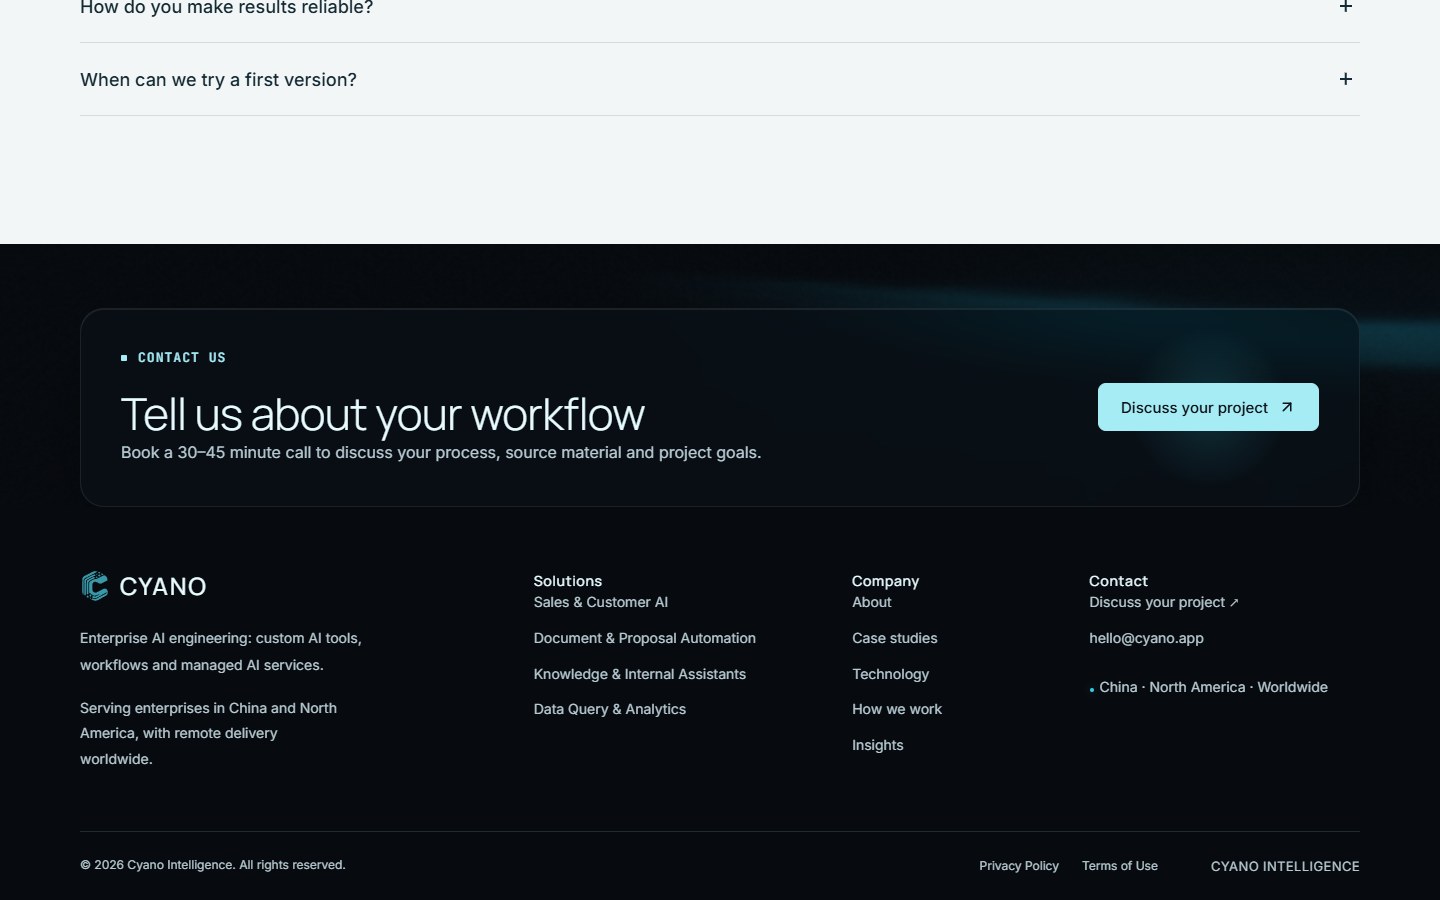 How do you make results reliable?
+
When can we try a first version?
+
CONTACT US
Tell us about your workflow
Book a 30–45 minute call to discuss your process, source material and project goals.
Discuss your project
CYANO
Enterprise AI engineering: custom AI tools,
workflows and managed AI services.
Serving enterprises in China and North
America, with remote delivery
worldwide.
Solutions
Sales & Customer AI
Document & Proposal Automation
Knowledge & Internal Assistants
Data Query & Analytics
Company
About
Case studies
Technology
How we work
Insights
Contact
Discuss your project ↗
hello@cyano.app
China · North America · Worldwide
© 2026 Cyano Intelligence. All rights reserved.
Privacy Policy
Terms of Use
CYANO INTELLIGENCE